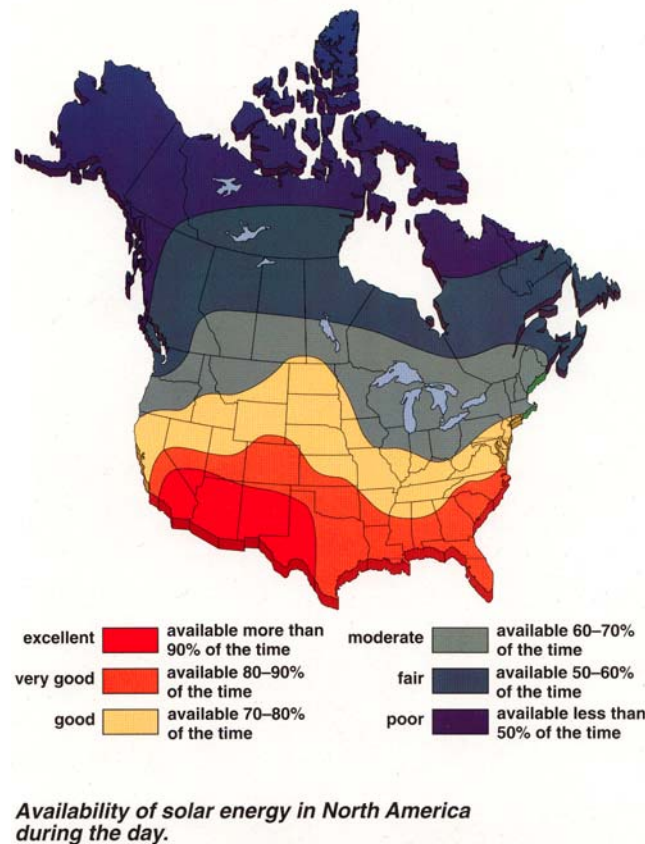 excellent
available more than
90% of the time
very good
available 80–90%
of the time
good
available 70–80%
of the time
moderate
available 60–70%
of the time
fair
available 50–60%
of the time
poor
available less than
50% of the time
Availability of solar energy in North America
during the day.